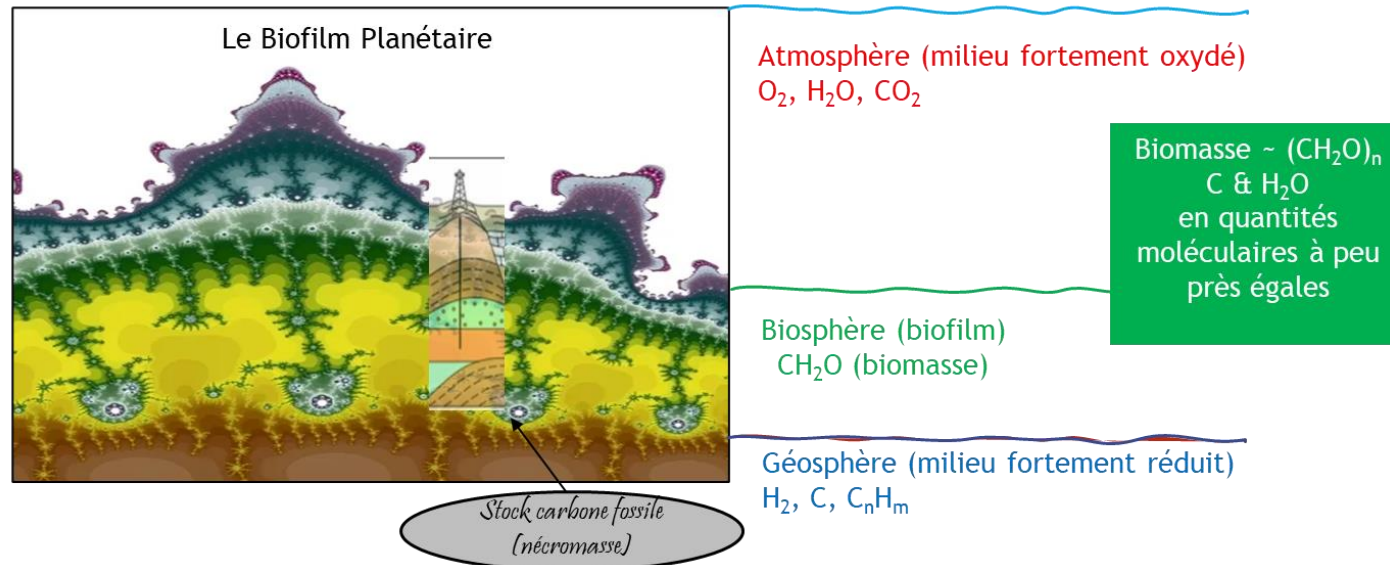 Le Biofilm Planétaire
Atmosphère (milieu fortement oxydé)
O₂, H₂O, CO₂
Biomasse ~ (CH₂O)ₙ
C & H₂O
en quantités
moléculaires à peu
près égales
Biosphère (biofilm)
CH₂O (biomasse)
Géosphère (milieu fortement réduit)
H₂, C, CₙHₘ
Stock carbone fossile
(nécromasse)